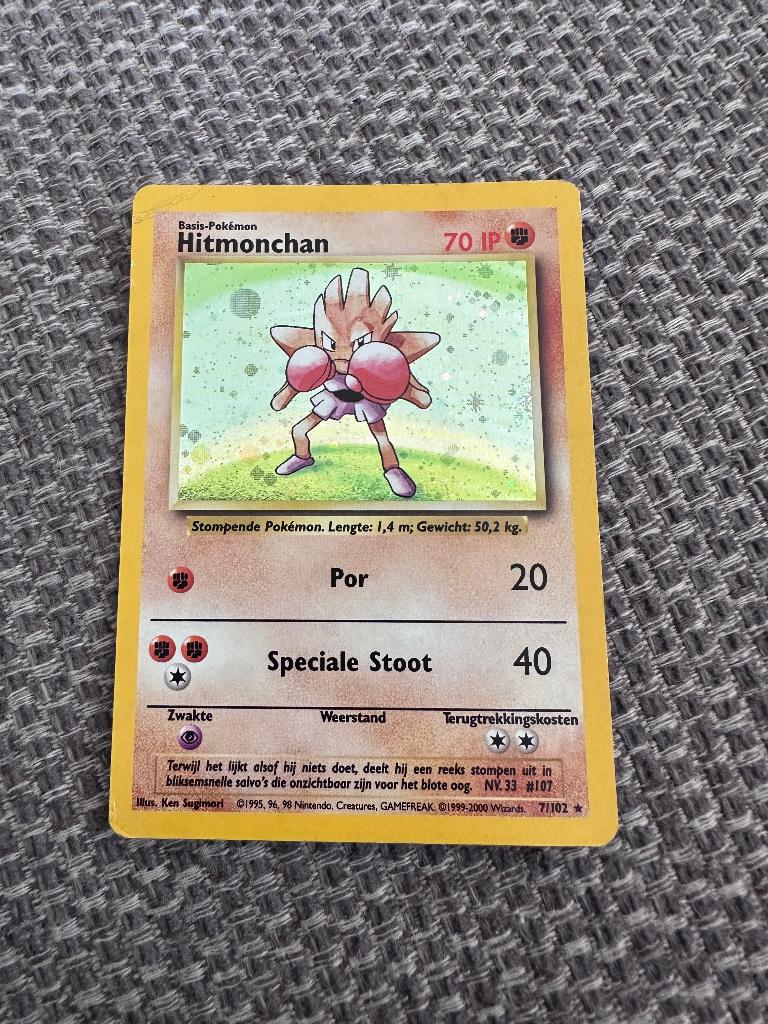 Basis-Pokémon
Hitmonchan 70 IP
Stompende Pokémon. Lengte: 1,4 m; Gewicht: 50,2 kg.
Por 20
Speciale Stoot 40
Zwakte Weerstand Terugtrekkingskosten
Terwijl het lijkt alsof hij niets doet, deelt hij een reeks stompen uit in
bliksemsnelle salvo's die onzichtbaar zijn voor het blote oog. NV. 33 #107
Illus. Ken Sugimori ©1995, 96, 98 Nintendo, Creatures, GAMEFREAK. ©1999-2000 Wizards. 7/102 ★